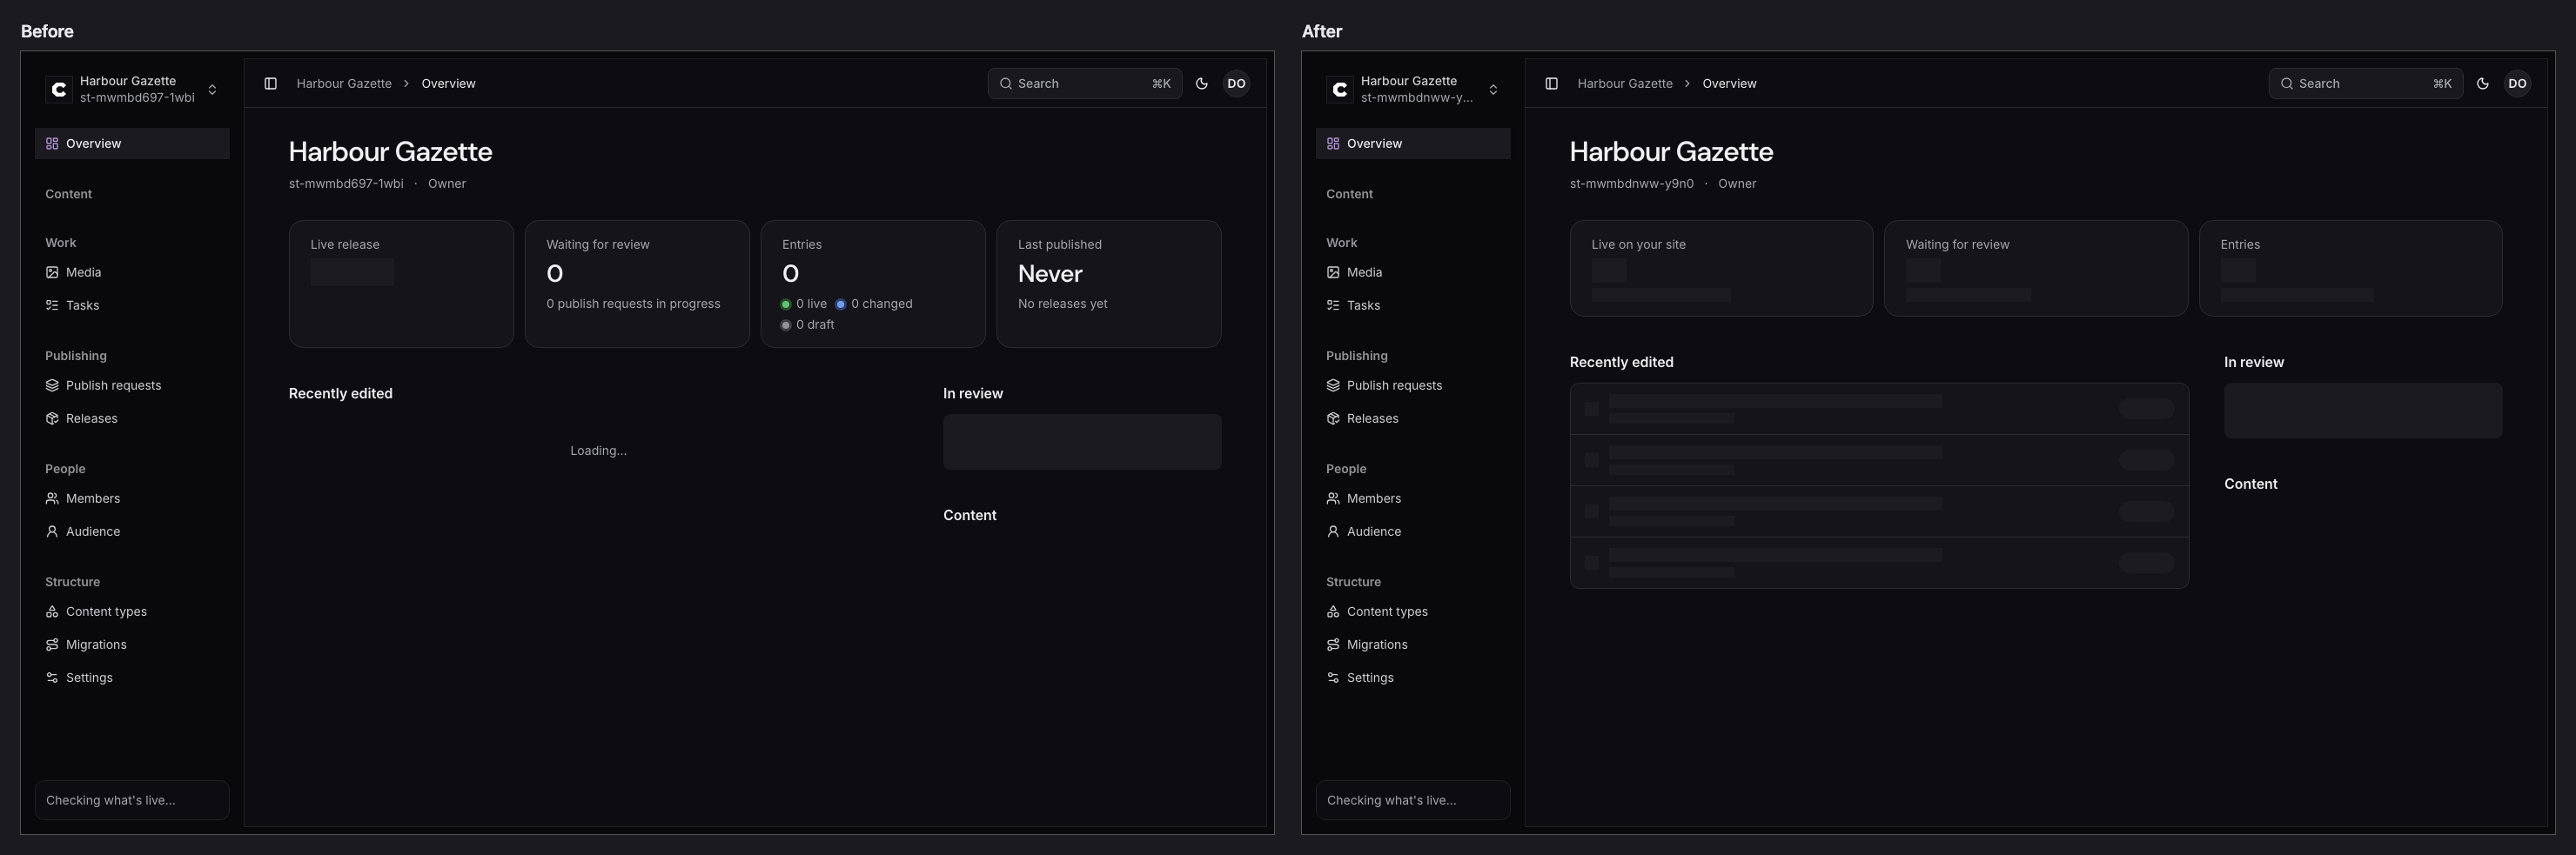 Before
Harbour Gazette
st-mwmbd697-1wbi
Overview
Content
Work
Media
Tasks
Publishing
Publish requests
Releases
People
Members
Audience
Structure
Content types
Migrations
Settings
Checking what's live...
Harbour Gazette > Overview
Search ⌘K
DO
Harbour Gazette
st-mwmbd697-1wbi · Owner
Live release
Waiting for review
0
0 publish requests in progress
Entries
0
0 live 0 changed
0 draft
Last published
Never
No releases yet
Recently edited
Loading...
In review
Content
After
Harbour Gazette
st-mwmbdnww-y...
Overview
Content
Work
Media
Tasks
Publishing
Publish requests
Releases
People
Members
Audience
Structure
Content types
Migrations
Settings
Checking what's live...
Harbour Gazette > Overview
Search ⌘K
DO
Harbour Gazette
st-mwmbdnww-y9n0 · Owner
Live on your site
Waiting for review
Entries
Recently edited
In review
Content